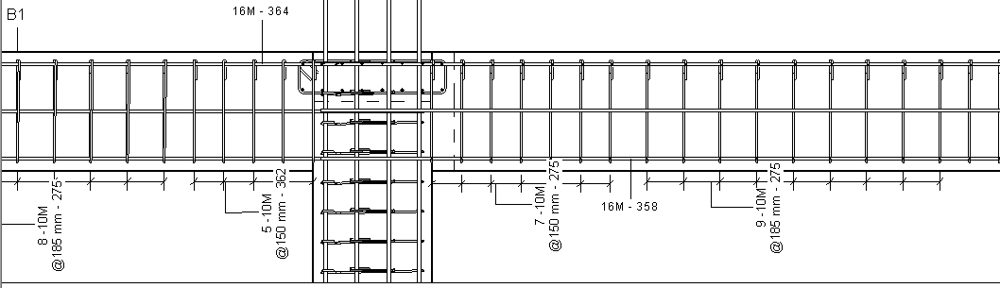 B1
16M - 364
8 -10M
@185 mm - 275
5 -10M
@150 mm - 362
7 -10M
@150 mm - 275
16M - 358
9 -10M
@185 mm - 275